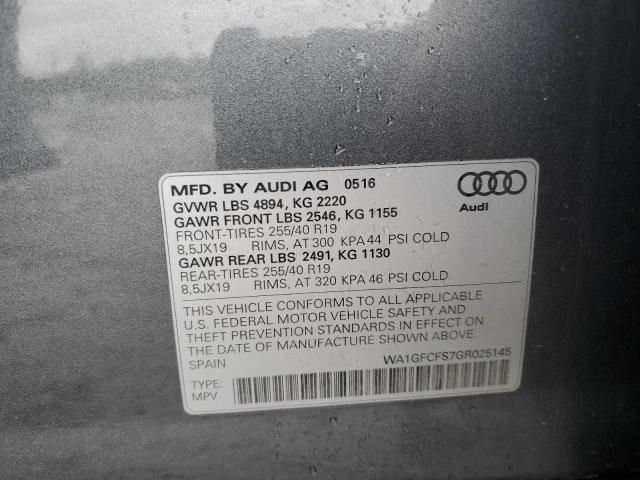 MFD. BY AUDI AG 0516
GVWR LBS 4894, KG 2220
GAWR FRONT LBS 2546, KG 1155
FRONT-TIRES 255/40 R19
8,5JX19 RIMS, AT 300 KPA 44 PSI COLD
GAWR REAR LBS 2491, KG 1130
REAR-TIRES 255/40 R19
8,5JX19 RIMS, AT 320 KPA 46 PSI COLD
Audi
THIS VEHICLE CONFORMS TO ALL APPLICABLE
U.S. FEDERAL MOTOR VEHICLE SAFETY AND
THEFT PREVENTION STANDARDS IN EFFECT ON
THE DATE OF MANUFACTURE SHOWN ABOVE.
SPAIN WA1GFCFS7GR025145
TYPE:
MPV